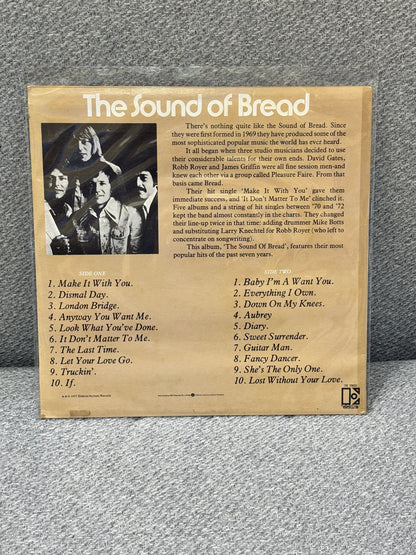 The Sound of Bread
There's nothing quite like the Sound of Bread. Since
they were first formed in 1969 they have produced some of the
most sophisticated popular music the world has ever heard.
It all began when three studio musicians decided to use
their considerable talents for their own ends. David Gates,
Robb Royer and James Griffin were all fine session men-and
knew each other via a group called Pleasure Faire. From that
basis came Bread.
Their hit single 'Make It With You' gave them
immediate success, and 'It Don't Matter To Me' clinched it.
Five albums and a string of hit singles between '70 and '72
kept the band almost constantly in the charts. They changed
their line-up twice in that time: adding drummer Mike Botts
and substituting Larry Knechtel for Robb Royer (who left to
concentrate on songwriting).
This album, 'The Sound Of Bread', features their most
popular hits of the past seven years.
SIDE ONE
1. Make It With You.
2. Dismal Day.
3. London Bridge.
4. Anyway You Want Me.
5. Look What You've Done.
6. It Don't Matter To Me.
7. The Last Time.
8. Let Your Love Go.
9. Truckin'.
10. If.
SIDE TWO
1. Baby I'm A Want You.
2. Everything I Own.
3. Down On My Knees.
4. Aubrey
5. Diary.
6. Sweet Surrender.
7. Guitar Man.
8. Fancy Dancer.
9. She's The Only One.
10. Lost Without Your Love.